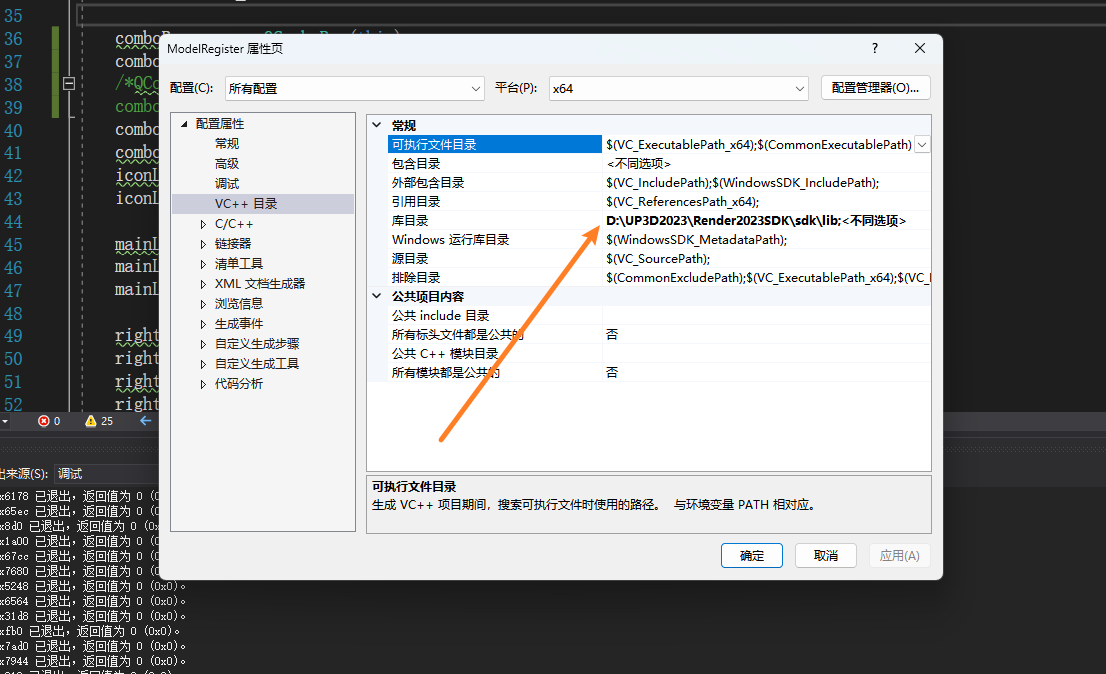 35
36 combo
ModelRegister 属性页
37 combo
38 /*QCo
配置(C): 所有配置 平台(P): x64 配置管理器(O)...
39 combo
40 combo
41 combo
42 iconL
43 iconL
44
45 mainL
46 mainL
47 mainL
48
49 right
50 right
51 right
52 right
配置属性
常规
高级
调试
VC++ 目录
C/C++
链接器
清单工具
XML 文档生成器
浏览信息
生成事件
自定义生成步骤
自定义生成工具
代码分析
常规
可执行文件目录 $(VC_ExecutablePath_x64);$(CommonExecutablePath)
包含目录 <不同选项>
外部包含目录 $(VC_IncludePath);$(WindowsSDK_IncludePath);
引用目录 $(VC_ReferencesPath_x64);
库目录 D:\UP3D2023\Render2023SDK\sdk\lib;<不同选项>
Windows 运行库目录 $(WindowsSDK_MetadataPath);
源目录 $(VC_SourcePath);
排除目录 $(CommonExcludePath);$(VC_ExecutablePath_x64);$(VC_I
公共项目内容
公共 include 目录
所有标头文件都是公共的 否
公共 C++ 模块目录
所有模块都是公共的 否
可执行文件目录
生成 VC++ 项目期间，搜索可执行文件时使用的路径。 与环境变量 PATH 相对应。
确定 取消 应用(A)
0 25
出来源(S): 调试
x6178 已退出，返回值为 0 (0
x65ec 已退出，返回值为 0 (0
x8d0 已退出，返回值为 0 (0x
x1a00 已退出，返回值为 0 (0
x67cc 已退出，返回值为 0 (0
x7680 已退出，返回值为 0 (0
x5248 已退出，返回值为 0 (0x0)。
x6564 已退出，返回值为 0 (0x0)。
x31d8 已退出，返回值为 0 (0x0)。
xfb0 已退出，返回值为 0 (0x0)。
x7ad0 已退出，返回值为 0 (0x0)。
x7944 已退出，返回值为 0 (0x0)。